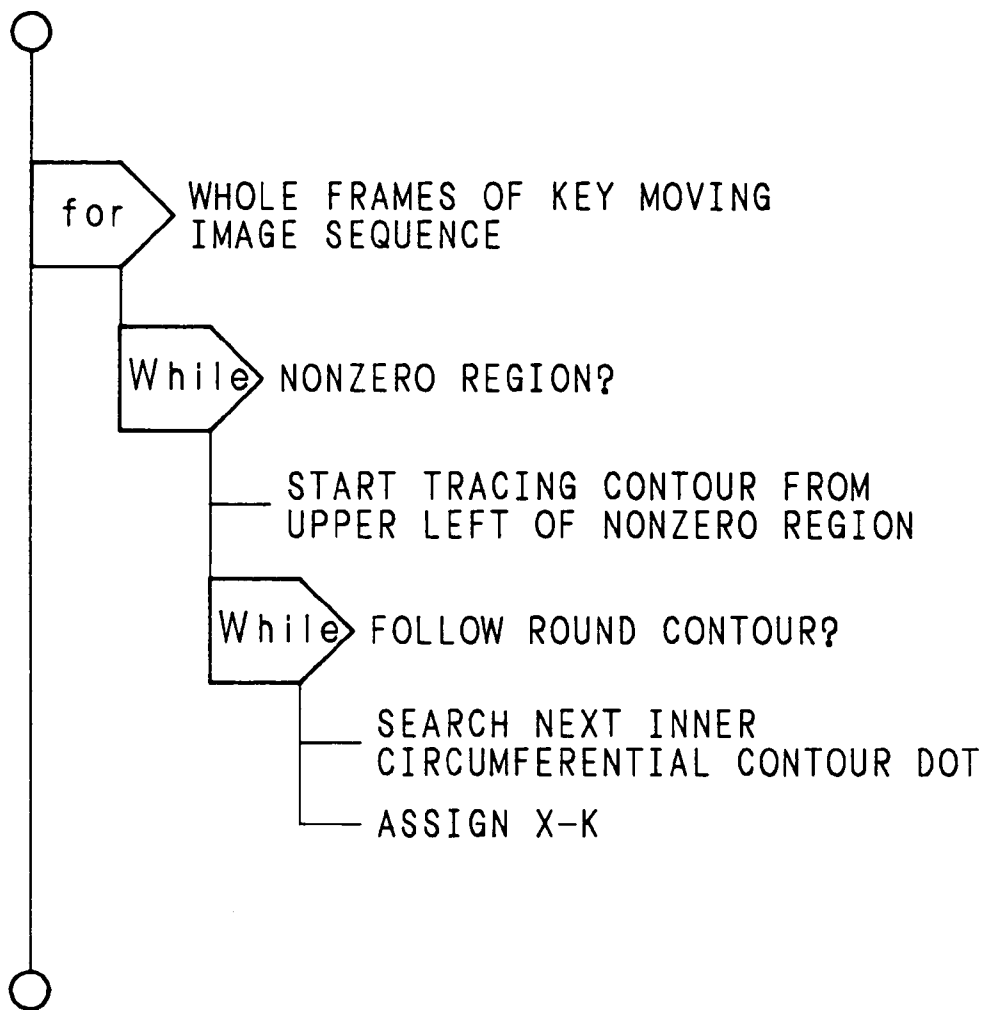 for WHOLE FRAMES OF KEY MOVING
IMAGE SEQUENCE
While NONZERO REGION?
START TRACING CONTOUR FROM
UPPER LEFT OF NONZERO REGION
While FOLLOW ROUND CONTOUR?
SEARCH NEXT INNER
CIRCUMFERENTIAL CONTOUR DOT
ASSIGN X-K